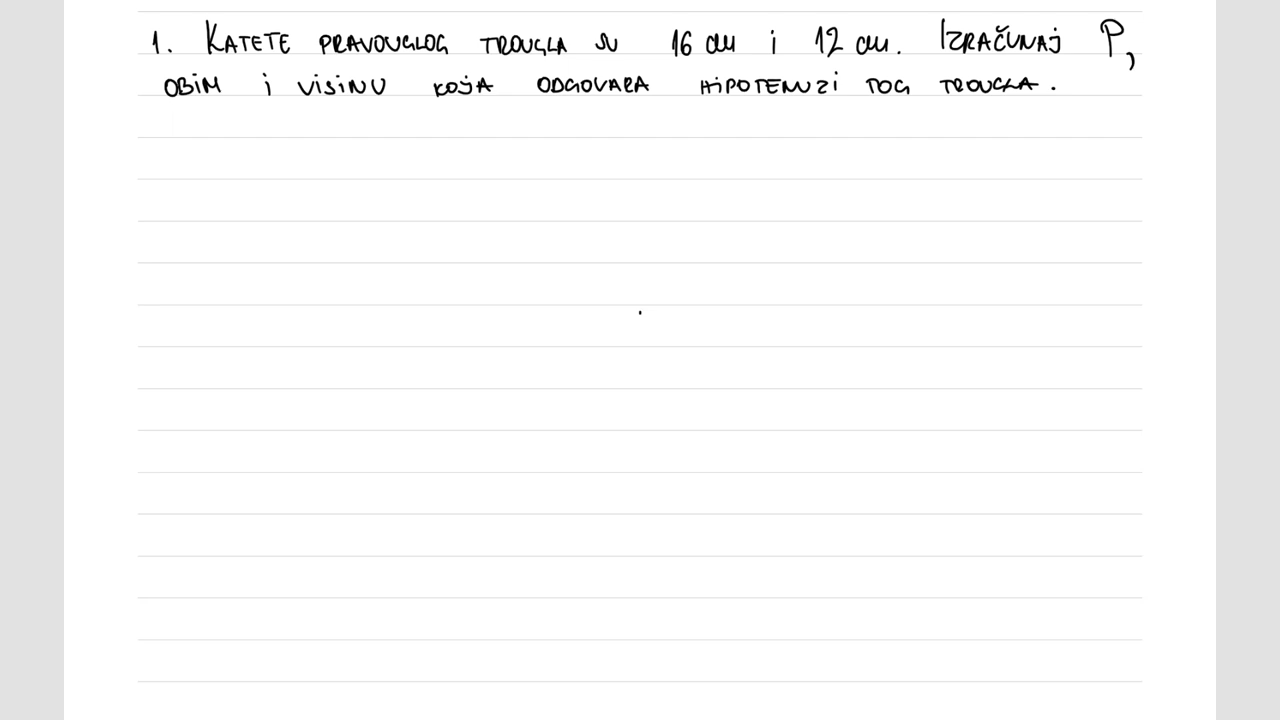 1. KATETE PRAVOUGLOG TROUGLA SU 16 cm i 12 cm. IZRAČUNAJ P,
OBIM i VISINU KOJA ODGOVARA HIPOTENUZI TOG TROUGLA.